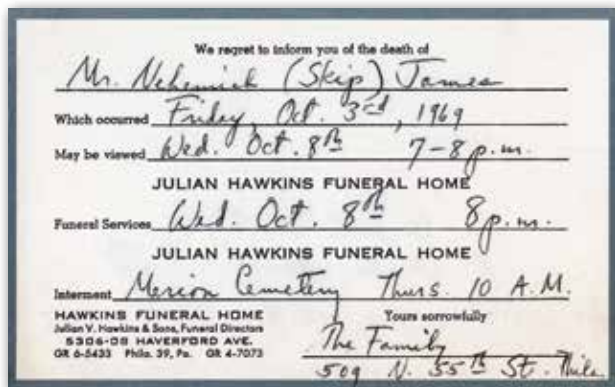 We regret to inform you of the death of
Mr. Nehemiah (Skip) James
Which occurred Friday, Oct. 3rd, 1969
May be viewed Wed. Oct. 8th 7-8 p.m.
JULIAN HAWKINS FUNERAL HOME
Funeral Services Wed. Oct. 8th 8 p.m.
JULIAN HAWKINS FUNERAL HOME
Interment Merion Cemetery Thurs. 10 A.M.
HAWKINS FUNERAL HOME Yours sorrowfully
Julian V. Hawkins & Sons, Funeral Directors
5306-08 HAVERFORD AVE. The Family
GR 6-5433 Phila. 39, Pa. GR 4-7073
509 N. 55th St. Phila